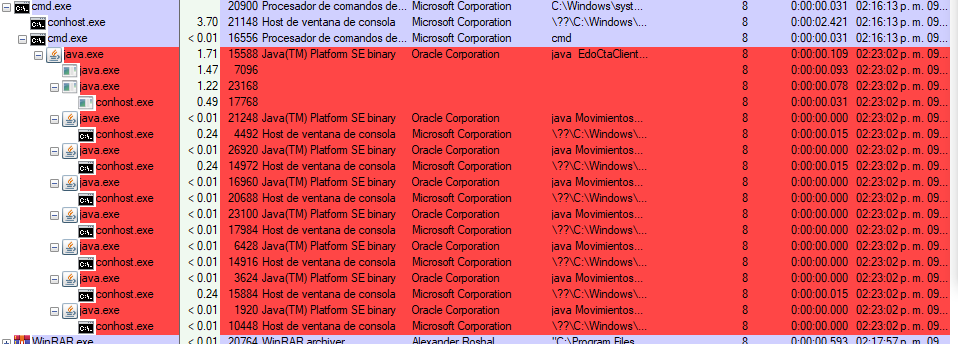 cmd.exe 20900 Procesador de comandos de... Microsoft Corporation C:\Windows\syst... 8 0:00:00.031 02:16:13 p. m. 09...
conhost.exe 3.70 21148 Host de ventana de consola Microsoft Corporation \??\C:\Windows\... 8 0:00:02.421 02:16:13 p. m. 09...
cmd.exe < 0.01 16556 Procesador de comandos de... Microsoft Corporation cmd 8 0:00:00.031 02:16:13 p. m. 09...
java.exe 1.71 15588 Java(TM) Platform SE binary Oracle Corporation java EdoCtaClient... 8 0:00:00.109 02:23:02 p. m. 09...
java.exe 1.47 7096 8 0:00:00.093 02:23:02 p. m. 09...
java.exe 1.22 23168 8 0:00:00.078 02:23:02 p. m. 09...
conhost.exe 0.49 17768 8 0:00:00.031 02:23:02 p. m. 09...
java.exe < 0.01 21248 Java(TM) Platform SE binary Oracle Corporation java Movimientos... 8 0:00:00.000 02:23:02 p. m. 09...
conhost.exe 0.24 4492 Host de ventana de consola Microsoft Corporation \??\C:\Windows\... 8 0:00:00.015 02:23:02 p. m. 09...
java.exe < 0.01 26920 Java(TM) Platform SE binary Oracle Corporation java Movimientos... 8 0:00:00.000 02:23:02 p. m. 09...
conhost.exe 0.24 14972 Host de ventana de consola Microsoft Corporation \??\C:\Windows\... 8 0:00:00.015 02:23:02 p. m. 09...
java.exe < 0.01 16960 Java(TM) Platform SE binary Oracle Corporation java Movimientos... 8 0:00:00.000 02:23:02 p. m. 09...
conhost.exe < 0.01 20688 Host de ventana de consola Microsoft Corporation \??\C:\Windows\... 8 0:00:00.000 02:23:02 p. m. 09...
java.exe < 0.01 23100 Java(TM) Platform SE binary Oracle Corporation java Movimientos... 8 0:00:00.000 02:23:02 p. m. 09...
conhost.exe < 0.01 17984 Host de ventana de consola Microsoft Corporation \??\C:\Windows\... 8 0:00:00.000 02:23:02 p. m. 09...
java.exe < 0.01 6428 Java(TM) Platform SE binary Oracle Corporation java Movimientos... 8 0:00:00.000 02:23:02 p. m. 09...
conhost.exe < 0.01 14916 Host de ventana de consola Microsoft Corporation \??\C:\Windows\... 8 0:00:00.000 02:23:02 p. m. 09...
java.exe < 0.01 3624 Java(TM) Platform SE binary Oracle Corporation java Movimientos... 8 0:00:00.000 02:23:02 p. m. 09...
conhost.exe 0.24 15884 Host de ventana de consola Microsoft Corporation \??\C:\Windows\... 8 0:00:00.015 02:23:02 p. m. 09...
java.exe < 0.01 1920 Java(TM) Platform SE binary Oracle Corporation java Movimientos... 8 0:00:00.000 02:23:02 p. m. 09...
conhost.exe < 0.01 10448 Host de ventana de consola Microsoft Corporation \??\C:\Windows\... 8 0:00:00.000 02:23:02 p. m. 09...
WinRAR.exe < 0.01 20764 WinRAR archiver Alexander Roshal "C:\Program Files 8 0:00:00.593 02:17:57 p. m. 09